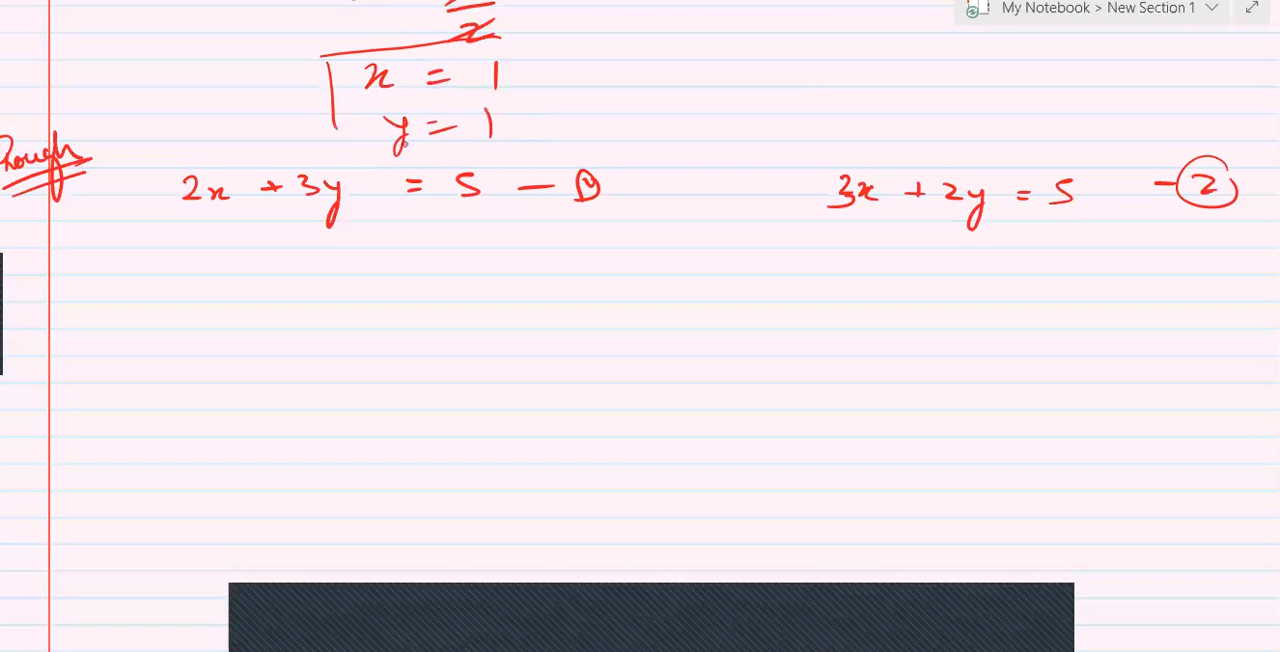 My Notebook > New Section 1
x = 1
y = 1
Rough
2x + 3y = 5 — ①
3x + 2y = 5 - ②